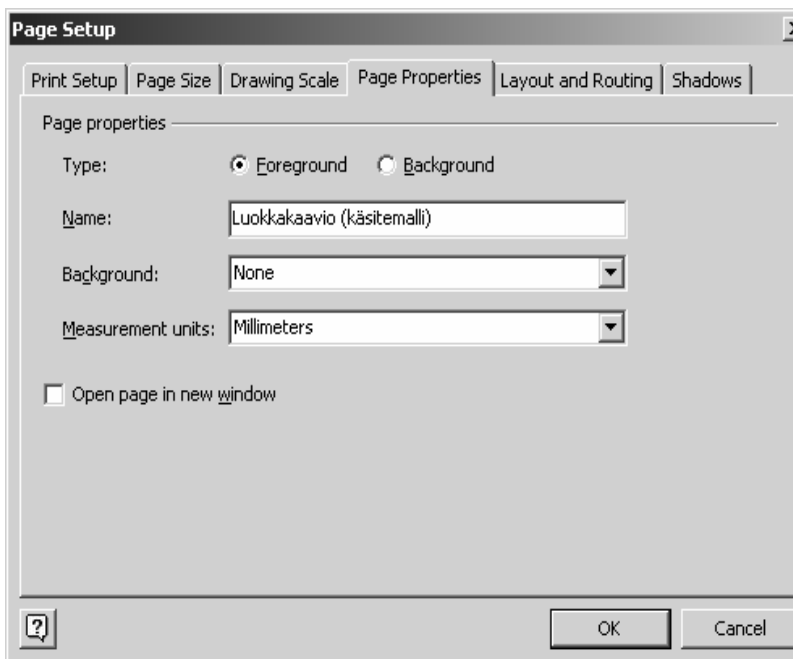 Page Setup
Print Setup Page Size Drawing Scale Page Properties Layout and Routing Shadows
Page properties
Type: Foreground Background
Name: Luokkakaavio (käsitemalli)
Background: None
Measurement units: Millimeters
Open page in new window
? OK Cancel